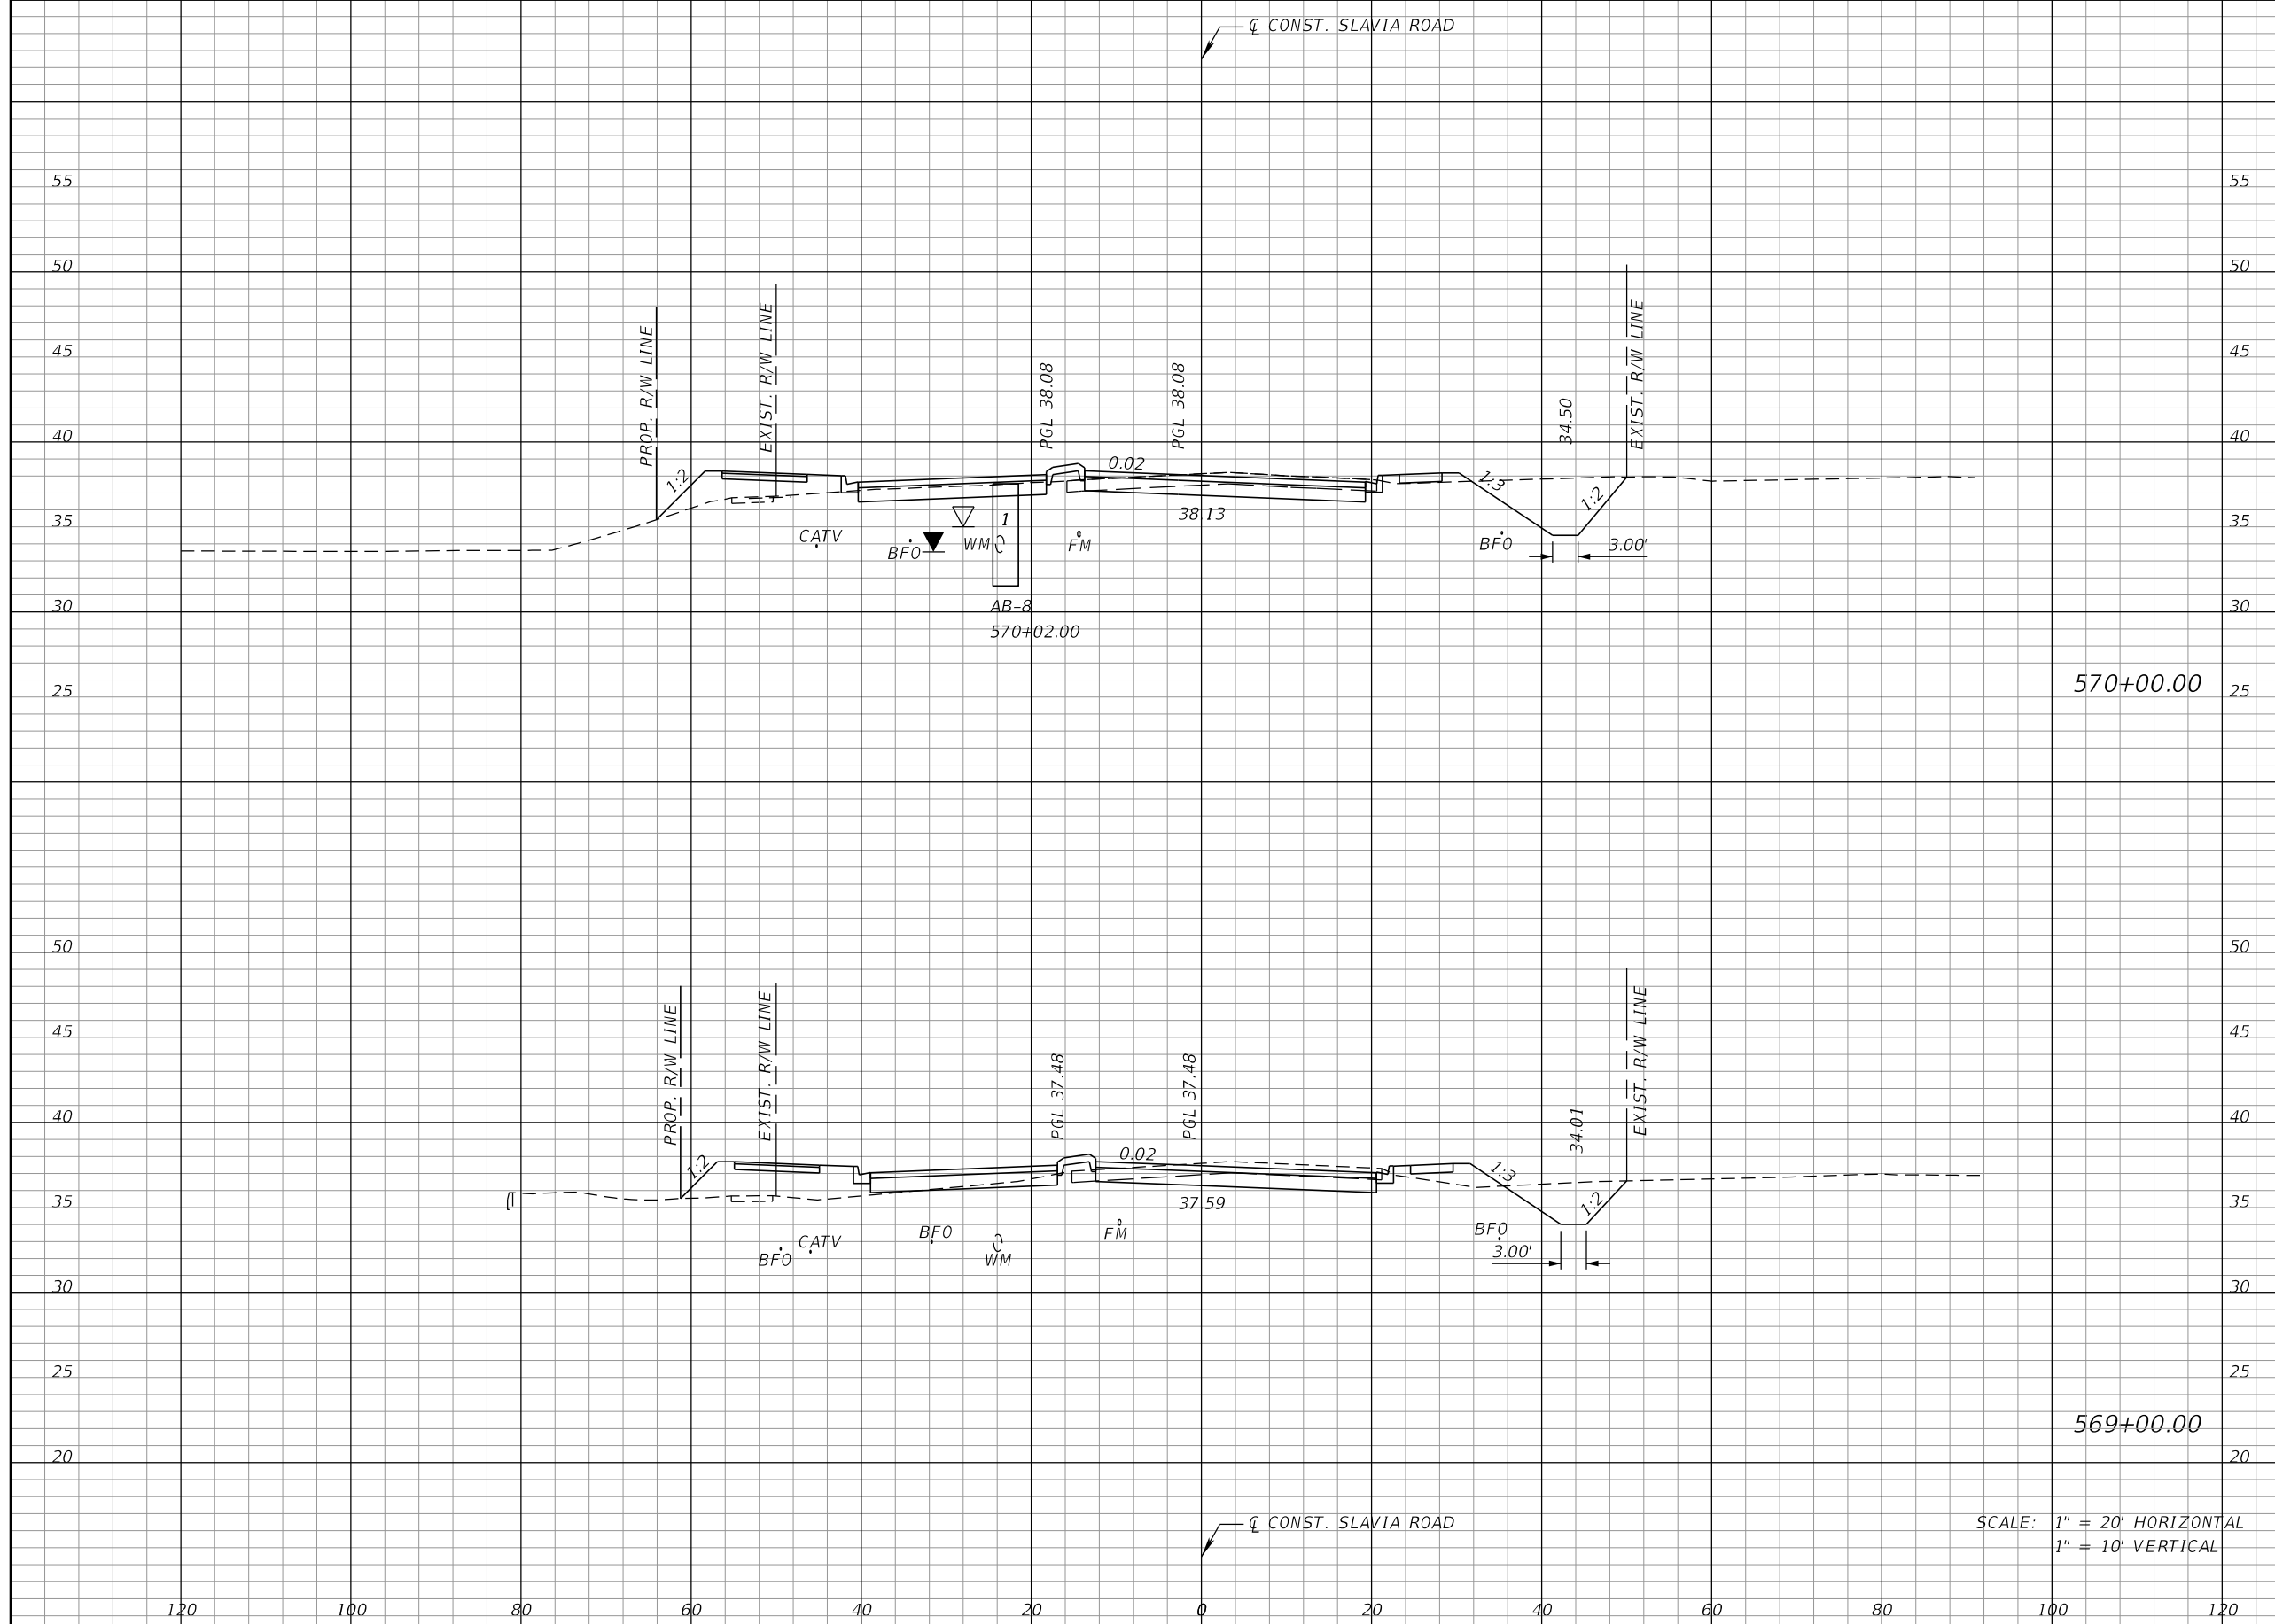 ℄ CONST. SLAVIA ROAD
55 55
50 50
45 45
40 40
35 35
30 30
25 25
PROP. R/W LINE
EXIST. R/W LINE
PGL 38.08
PGL 38.08
34.50
EXIST. R/W LINE
1:2
0.02
1:3
1:2
38.13
1
CATV
BFO
WM
FM
BFO
3.00'
AB-8
570+02.00
570+00.00
50 50
45 45
40 40
35 35
30 30
25 25
20 20
PROP. R/W LINE
EXIST. R/W LINE
PGL 37.48
PGL 37.48
34.01
EXIST. R/W LINE
1:2
0.02
1:3
1:2
37.59
BFO
CATV
BFO
WM
FM
BFO
3.00'
569+00.00
℄ CONST. SLAVIA ROAD
SCALE: 1" = 20' HORIZONTAL
1" = 10' VERTICAL
120 100 80 60 40 20 0 20 40 60 80 100 120